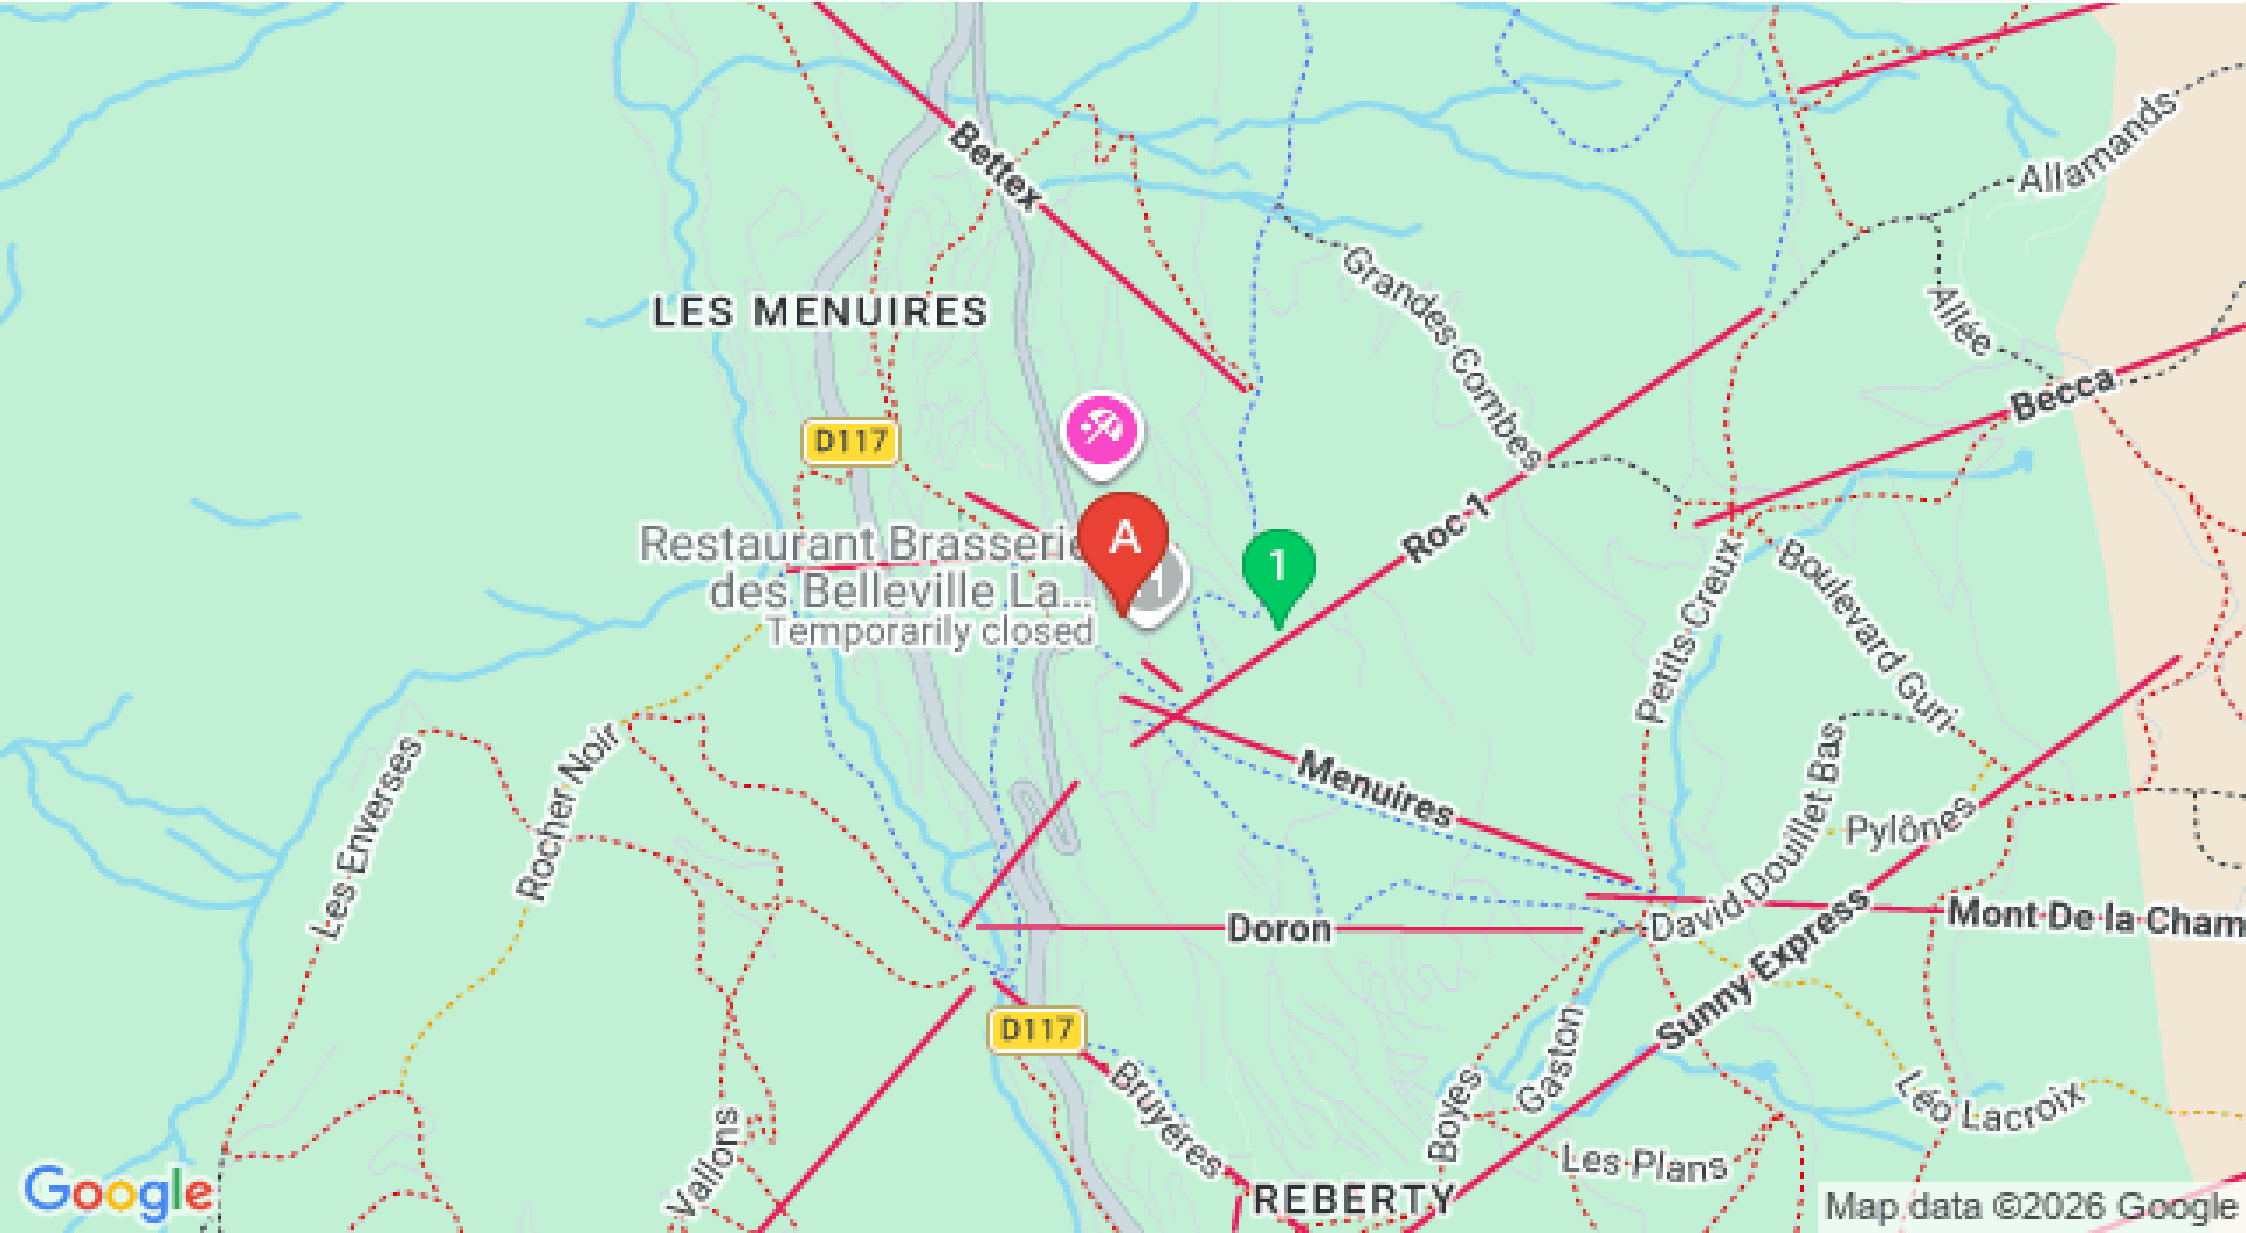 Bettex
Allamands
Grandes Combes
Allée
LES MENUIRES
Becca
D117
A
1
Roc 1
Restaurant Brasserie
des Belleville La...
Temporarily closed
Petits Creux
Boulevard Guri
Les Enverses
Rocher Noir
Menuires
David Douillet Bas
Pylônes
Doron
Mont De la Cham
Sunny Express
D117
Bruyéres
Boyes
Gaston
Léo Lacroix
Les Plans
Vallons
REBERTY
Google
Map data ©2026 Google